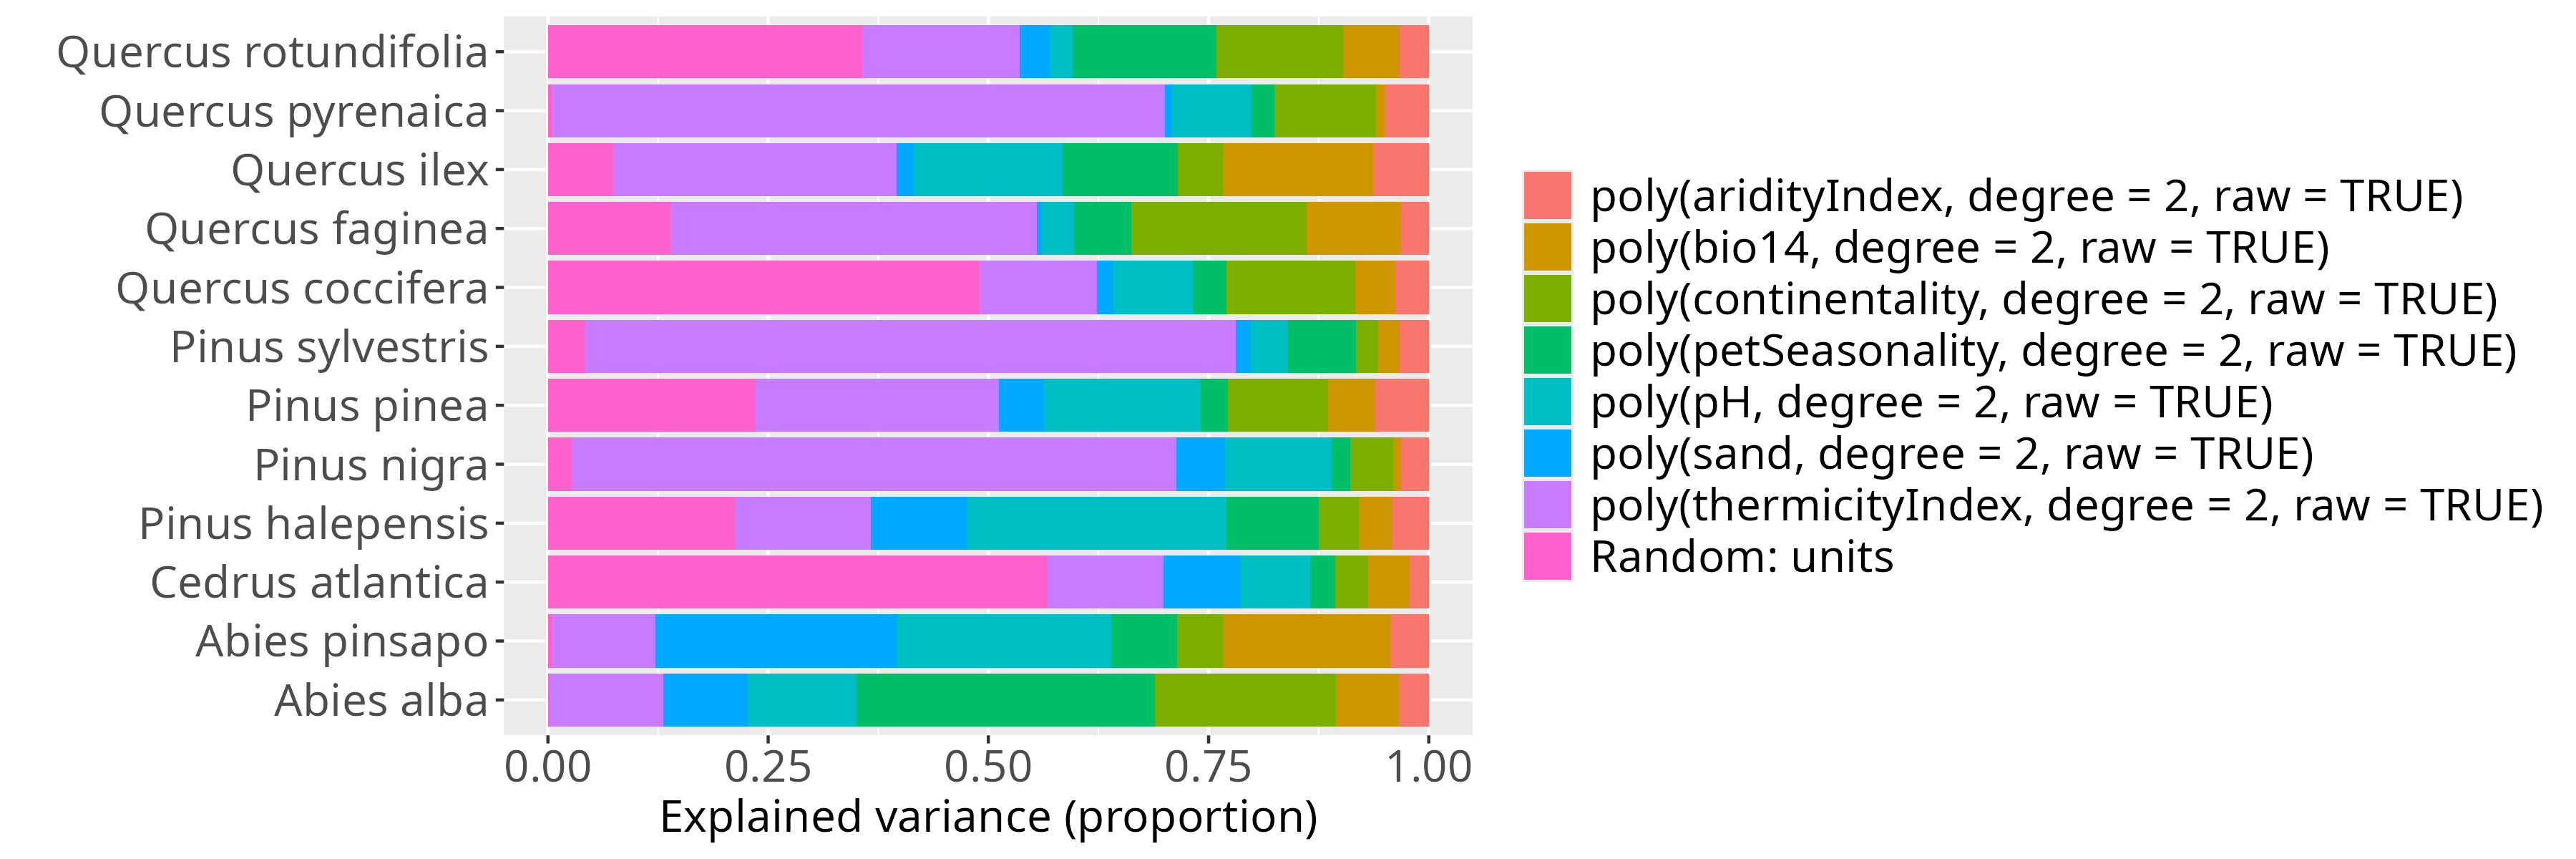 Quercus rotundifolia
Quercus pyrenaica
Quercus ilex
Quercus faginea
Quercus coccifera
Pinus sylvestris
Pinus pinea
Pinus nigra
Pinus halepensis
Cedrus atlantica
Abies pinsapo
Abies alba
0.00 0.25 0.50 0.75 1.00
Explained variance (proportion)
poly(aridityIndex, degree = 2, raw = TRUE)
poly(bio14, degree = 2, raw = TRUE)
poly(continentality, degree = 2, raw = TRUE)
poly(petSeasonality, degree = 2, raw = TRUE)
poly(pH, degree = 2, raw = TRUE)
poly(sand, degree = 2, raw = TRUE)
poly(thermicityIndex, degree = 2, raw = TRUE)
Random: units